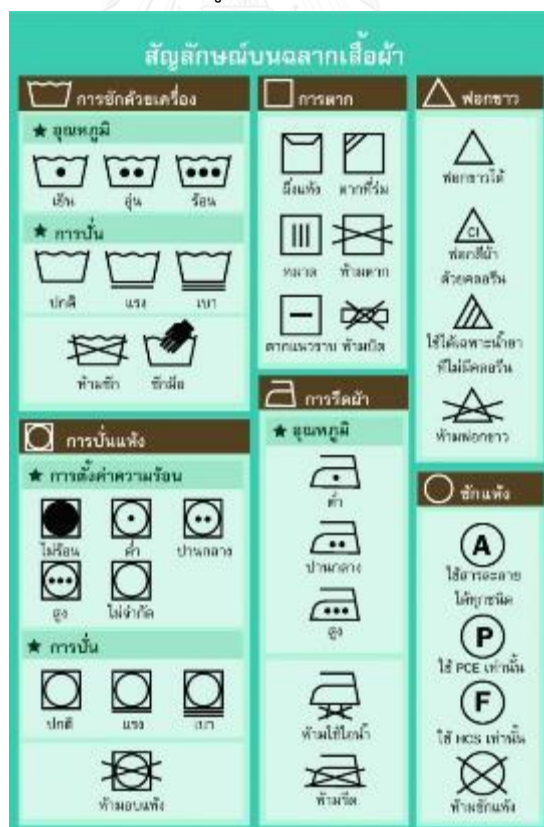 สัญลักษณ์บนฉลากเสื้อผ้า
การซักด้วยเครื่อง
★ อุณหภูมิ
เย็น อุ่น ร้อน
★ การปั่น
ปกติ แรง เบา
ห้ามซัก ซักมือ
การตาก
ผึ่งแห้ง ตากที่ร่ม
หมาด ห้ามตาก
ตากแนวราบ ห้ามบิด
ฟอกขาว
ฟอกขาวได้
Cl
ฟอกสีผ้า
ด้วยคลอรีน
ใช้ได้เฉพาะน้ำยา
ที่ไม่มีคลอรีน
ห้ามฟอกขาว
การปั่นแห้ง
★ การตั้งค่าความร้อน
ไม่ร้อน ต่ำ ปานกลาง
สูง ไม่จำกัด
★ การปั่น
ปกติ แรง เบา
ห้ามอบแห้ง
การรีดผ้า
★ อุณหภูมิ
ต่ำ
ปานกลาง
สูง
ห้ามใช้ไอน้ำ
ห้ามรีด
ซักแห้ง
A
ใช้สารละลาย
ได้ทุกชนิด
P
ใช้ PCE เท่านั้น
F
ใช้ HCS เท่านั้น
ห้ามซักแห้ง